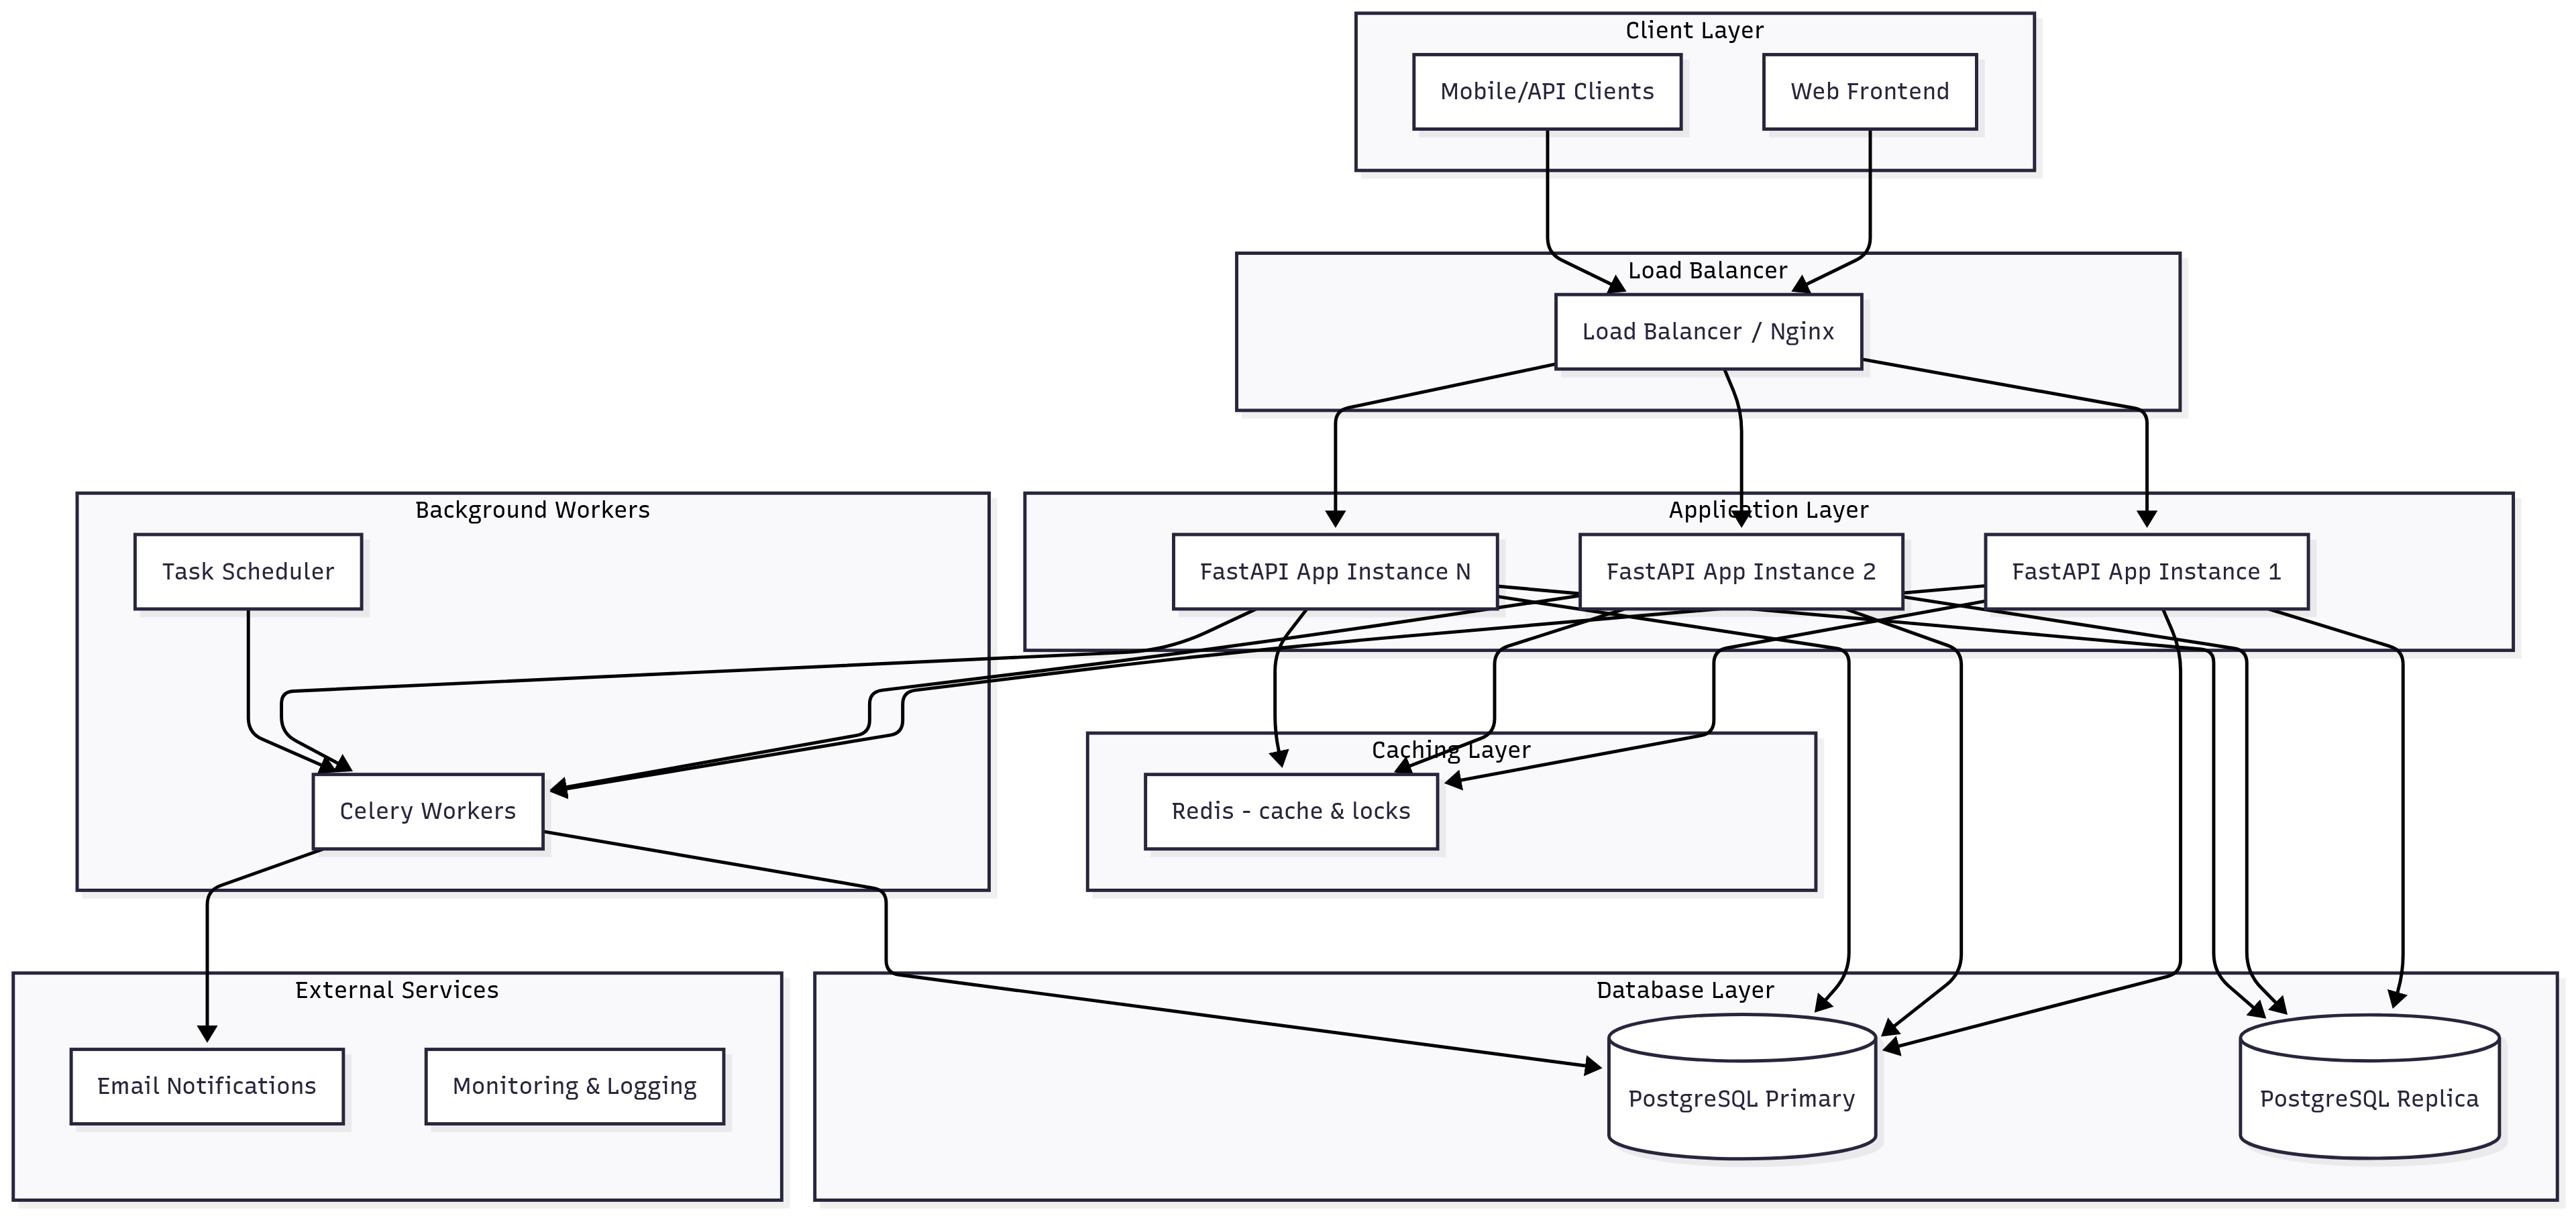 Client Layer
Mobile/API Clients
Web Frontend
Load Balancer
Load Balancer / Nginx
Background Workers
Task Scheduler
Application Layer
FastAPI App Instance N
FastAPI App Instance 2
FastAPI App Instance 1
Celery Workers
Caching Layer
Redis - cache & locks
External Services
Email Notifications
Monitoring & Logging
Database Layer
PostgreSQL Primary
PostgreSQL Replica